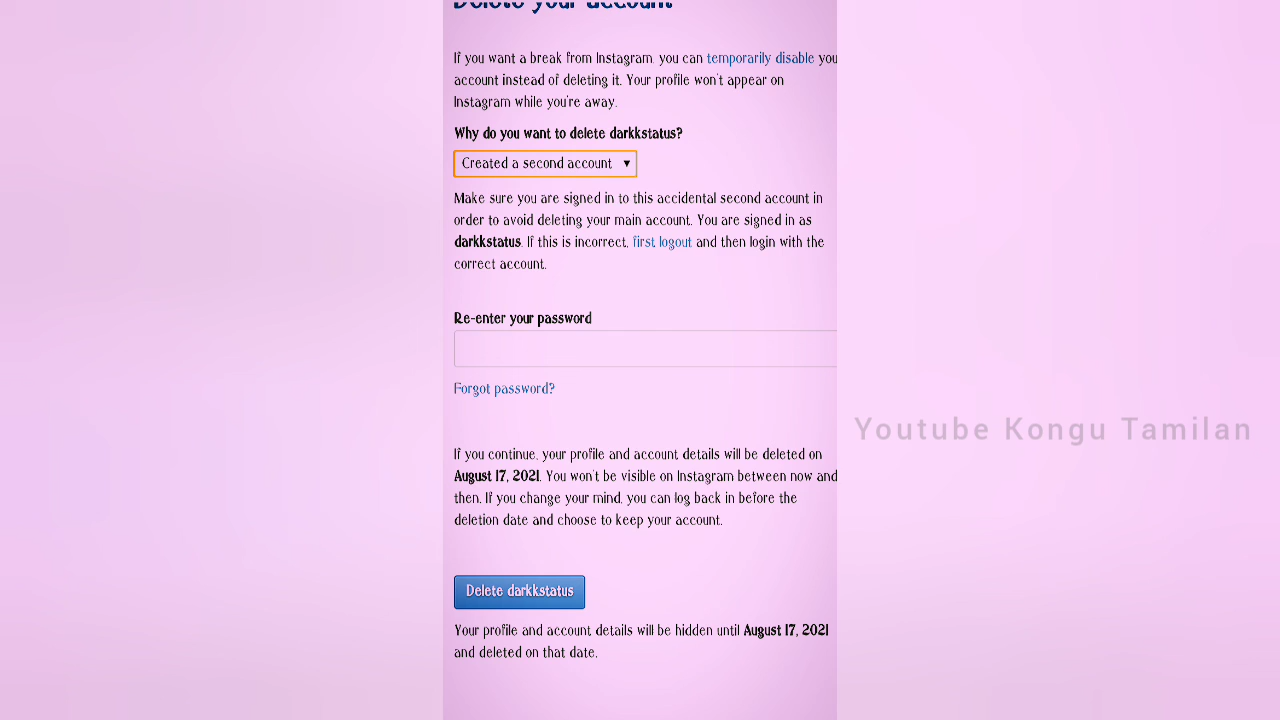 Delete your account
If you want a break from Instagram, you can temporarily disable you
account instead of deleting it. Your profile won't appear on
Instagram while you're away.
Why do you want to delete darkkstatus?
Created a second account ▼
Make sure you are signed in to this accidental second account in
order to avoid deleting your main account. You are signed in as
darkkstatus. If this is incorrect, first logout and then login with the
correct account.
Re-enter your password
Forgot password?
Youtube Kongu Tamilan
If you continue, your profile and account details will be deleted on
August 17, 2021. You won't be visible on Instagram between now and
then. If you change your mind, you can log back in before the
deletion date and choose to keep your account.
Delete darkkstatus
Your profile and account details will be hidden until August 17, 2021
and deleted on that date.